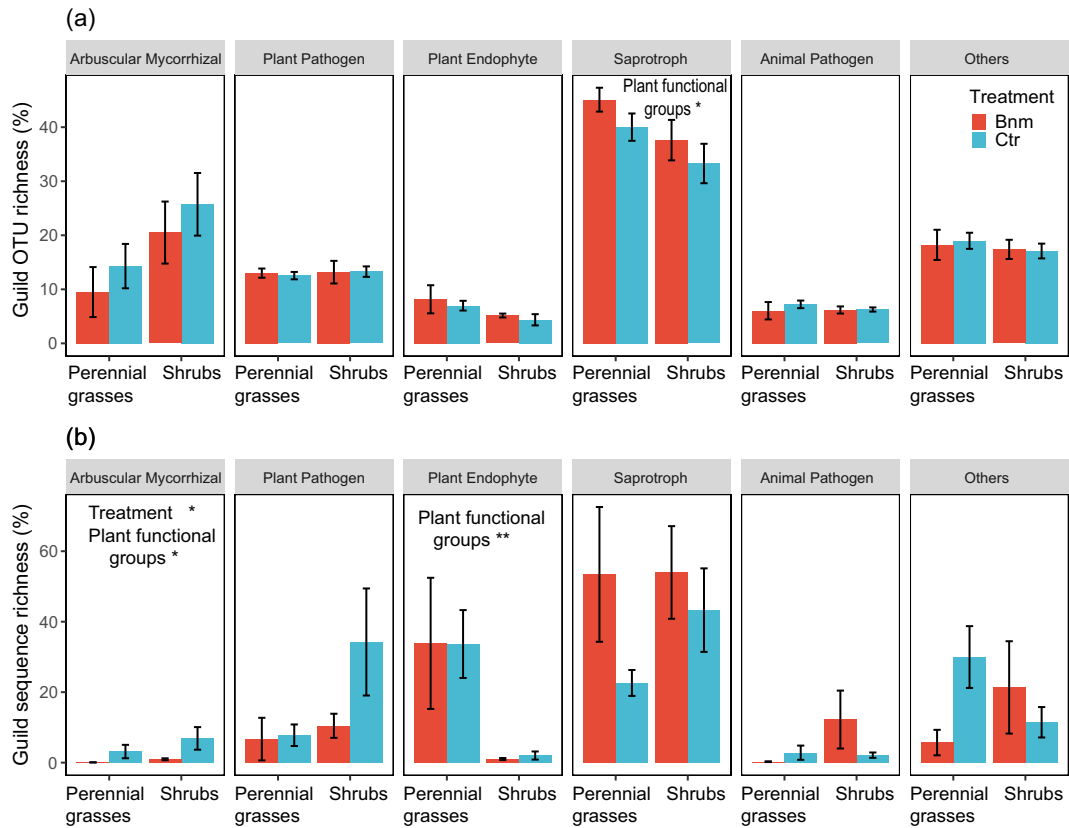 (a)
Arbuscular Mycorrhizal
Plant Pathogen
Plant Endophyte
Saprotroph
Animal Pathogen
Others
Guild OTU richness (%)
40
30
20
10
0
Plant functional
groups *
Treatment
Bnm
Ctr
Perennial
grasses
Shrubs
Perennial
grasses
Shrubs
Perennial
grasses
Shrubs
Perennial
grasses
Shrubs
Perennial
grasses
Shrubs
Perennial
grasses
Shrubs
(b)
Arbuscular Mycorrhizal
Plant Pathogen
Plant Endophyte
Saprotroph
Animal Pathogen
Others
Guild sequence richness (%)
60
40
20
0
Treatment *
Plant functional
groups *
Plant functional
groups **
Perennial
grasses
Shrubs
Perennial
grasses
Shrubs
Perennial
grasses
Shrubs
Perennial
grasses
Shrubs
Perennial
grasses
Shrubs
Perennial
grasses
Shrubs